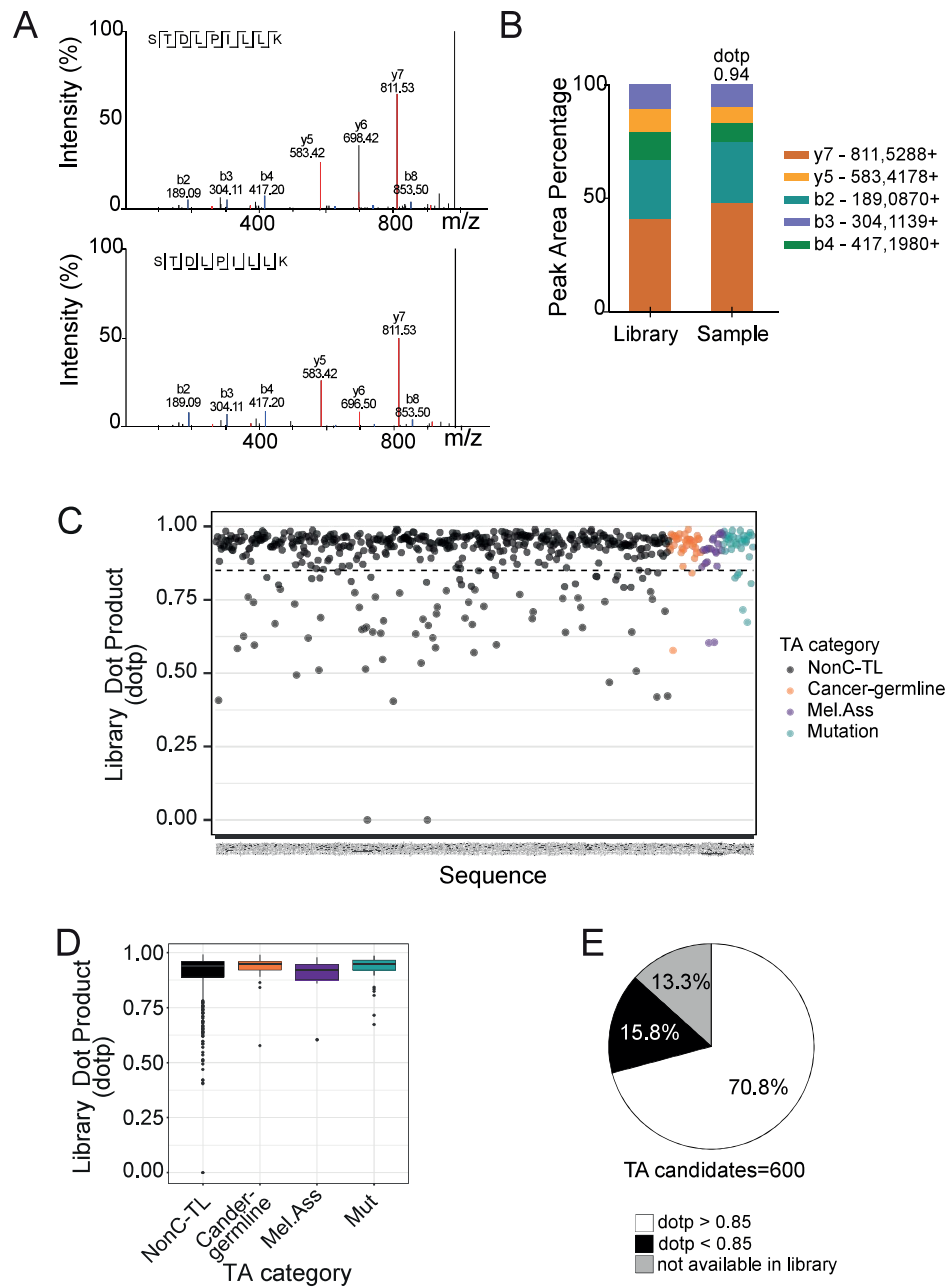 A
Intensity (%)
100
50
0
S T D L P I L L K
b2
189.09
b3
304.11
b4
417.20
y5
583,42
y6
698,42
y7
811.53
b8
853,50
400
800
m/z
Intensity (%)
100
50
0
S T D L P I L L K
b2
189.09
b3
304.11
b4
417.20
y5
583.42
y6
696.50
y7
811.53
b8
853.50
400
800
m/z
B
dotp
0.94
Peak Area Percentage
100
50
0
Library
Sample
y7 - 811,5288+
y5 - 583,4178+
b2 - 189,0870+
b3 - 304,1139+
b4 - 417,1980+
C
Library Dot Product
(dotp)
1.00
0.75
0.50
0.25
0.00
Sequence
TA category
NonC-TL
Cancer-germline
Mel.Ass
Mutation
D
Library Dot Product
(dotp)
1.00
0.75
0.50
0.25
0.00
NonC-TL
Cander-
germline
Mel.Ass
Mut
TA category
E
13.3%
15.8%
70.8%
TA candidates=600
dotp > 0.85
dotp < 0.85
not available in library